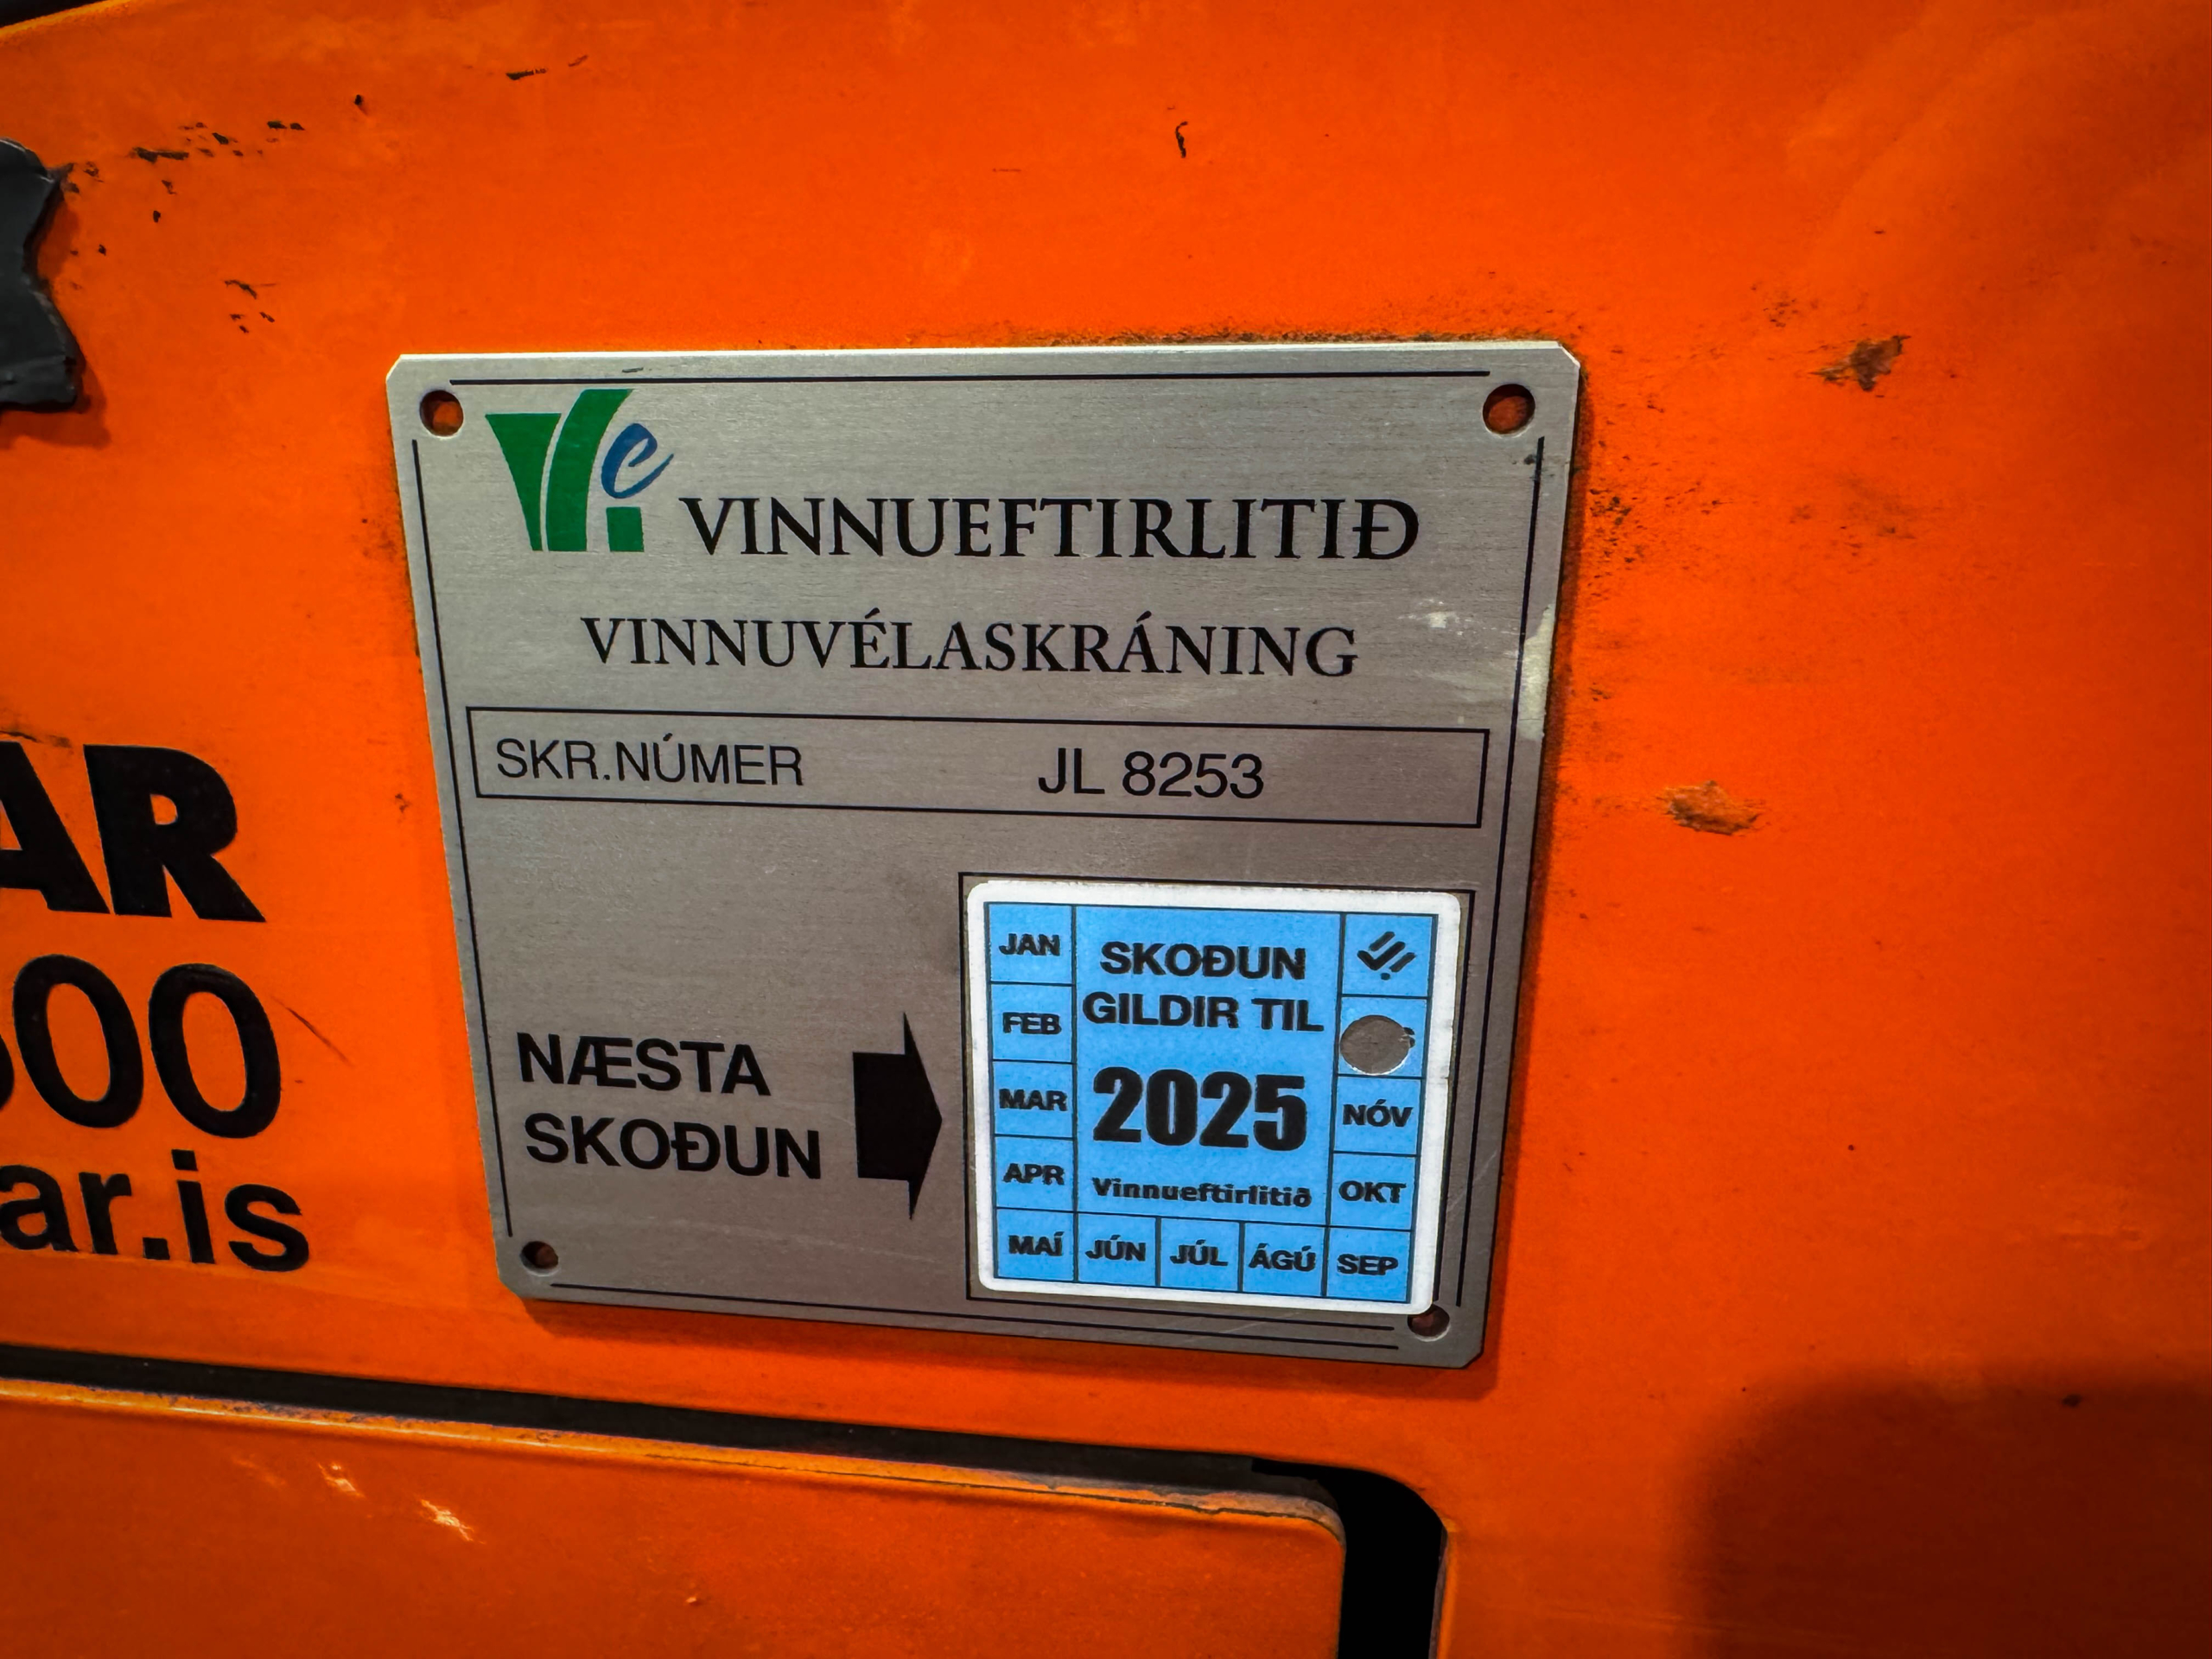 VINNUEFTIRLITIÐ
VINNUVÉLASKRÁNING
SKR.NÚMER JL 8253
NÆSTA
SKOÐUN
SKOÐUN
GILDIR TIL
2025
Vinnueftirlitið
JAN
FEB
MAR
APR
MAÍ
JÚN
JÚL
ÁGÚ
SEP
OKT
NÓV
AR
00
ar.is